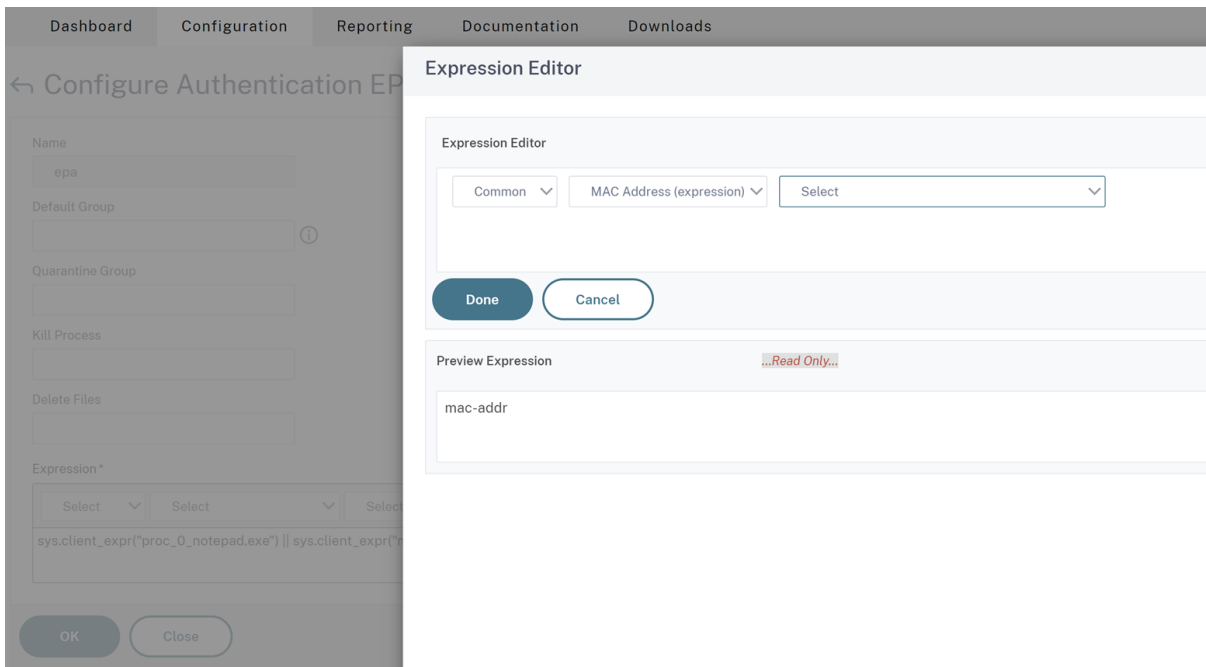 Dashboard Configuration Reporting Documentation Downloads
Configure Authentication EP
Name
epa
Default Group
Quarantine Group
Kill Process
Delete Files
Expression*
Select Select Select
sys.client_expr("proc_0_notepad.exe") || sys.client_expr("
OK Close
Expression Editor
Expression Editor
Common MAC Address (expression) Select
Done Cancel
Preview Expression ...Read Only...
mac-addr